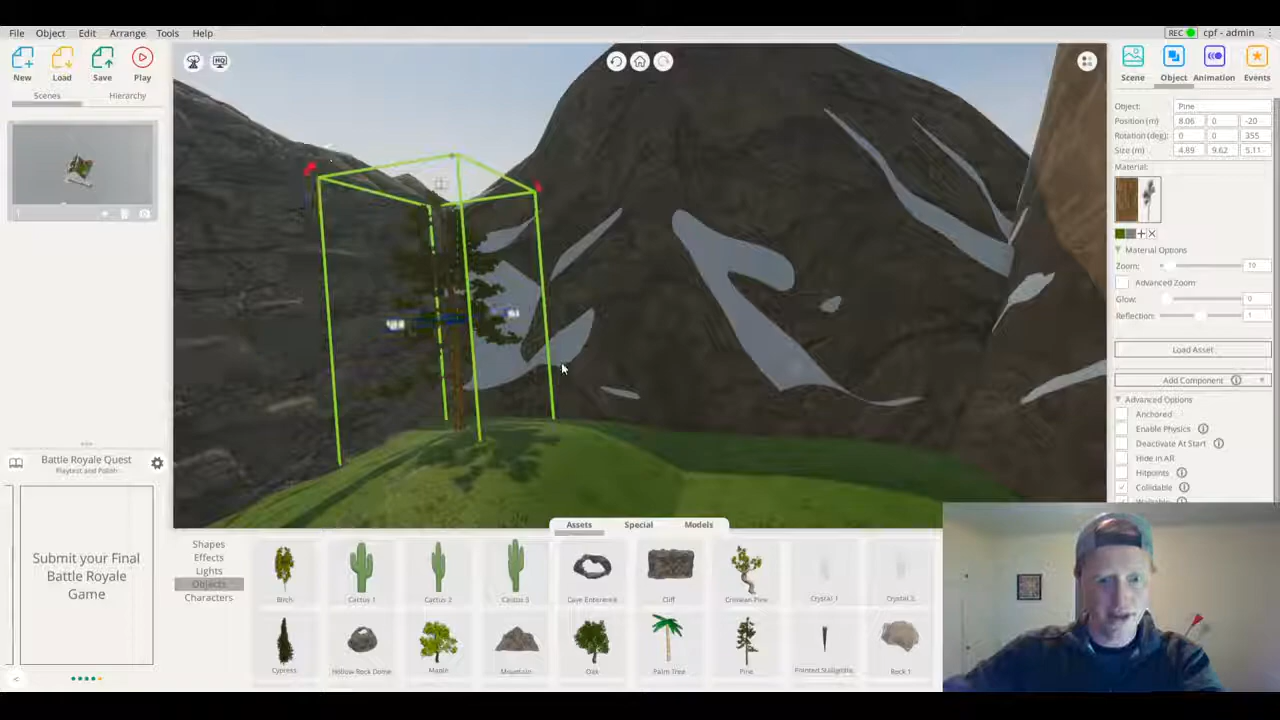 File Object Edit Arrange Tools Help
REC cpf - admin
New Load Save Play
HQ
Scene Object Animation Events
Scenes Hierarchy
Object: Pine
Position (m) 8.06 0 -20
Rotation (deg): 0 0 355
Size (m) 4.89 9.62 5.11
Material:
Material Options
Zoom: 10
Advanced Zoom
Glow: 0
Reflection: 1
Load Asset
Add Component
Advanced Options
Anchored
Enable Physics
Deactivate At Start
Hide in AR
Hitpoints
Collidable
1
Battle Royale Quest
Playtest and Polish
Submit your Final
Battle Royale
Game
Assets Special Models
Shapes
Effects
Lights
Objects
Characters
Birch Cactus 1 Cactus 2 Cactus 3 Cliff Crimean Pine Crystal 1 Crystal 2
Cypress Hollow Rock Dome Maple Mountain Oak Palm Tree Pine Rock 1